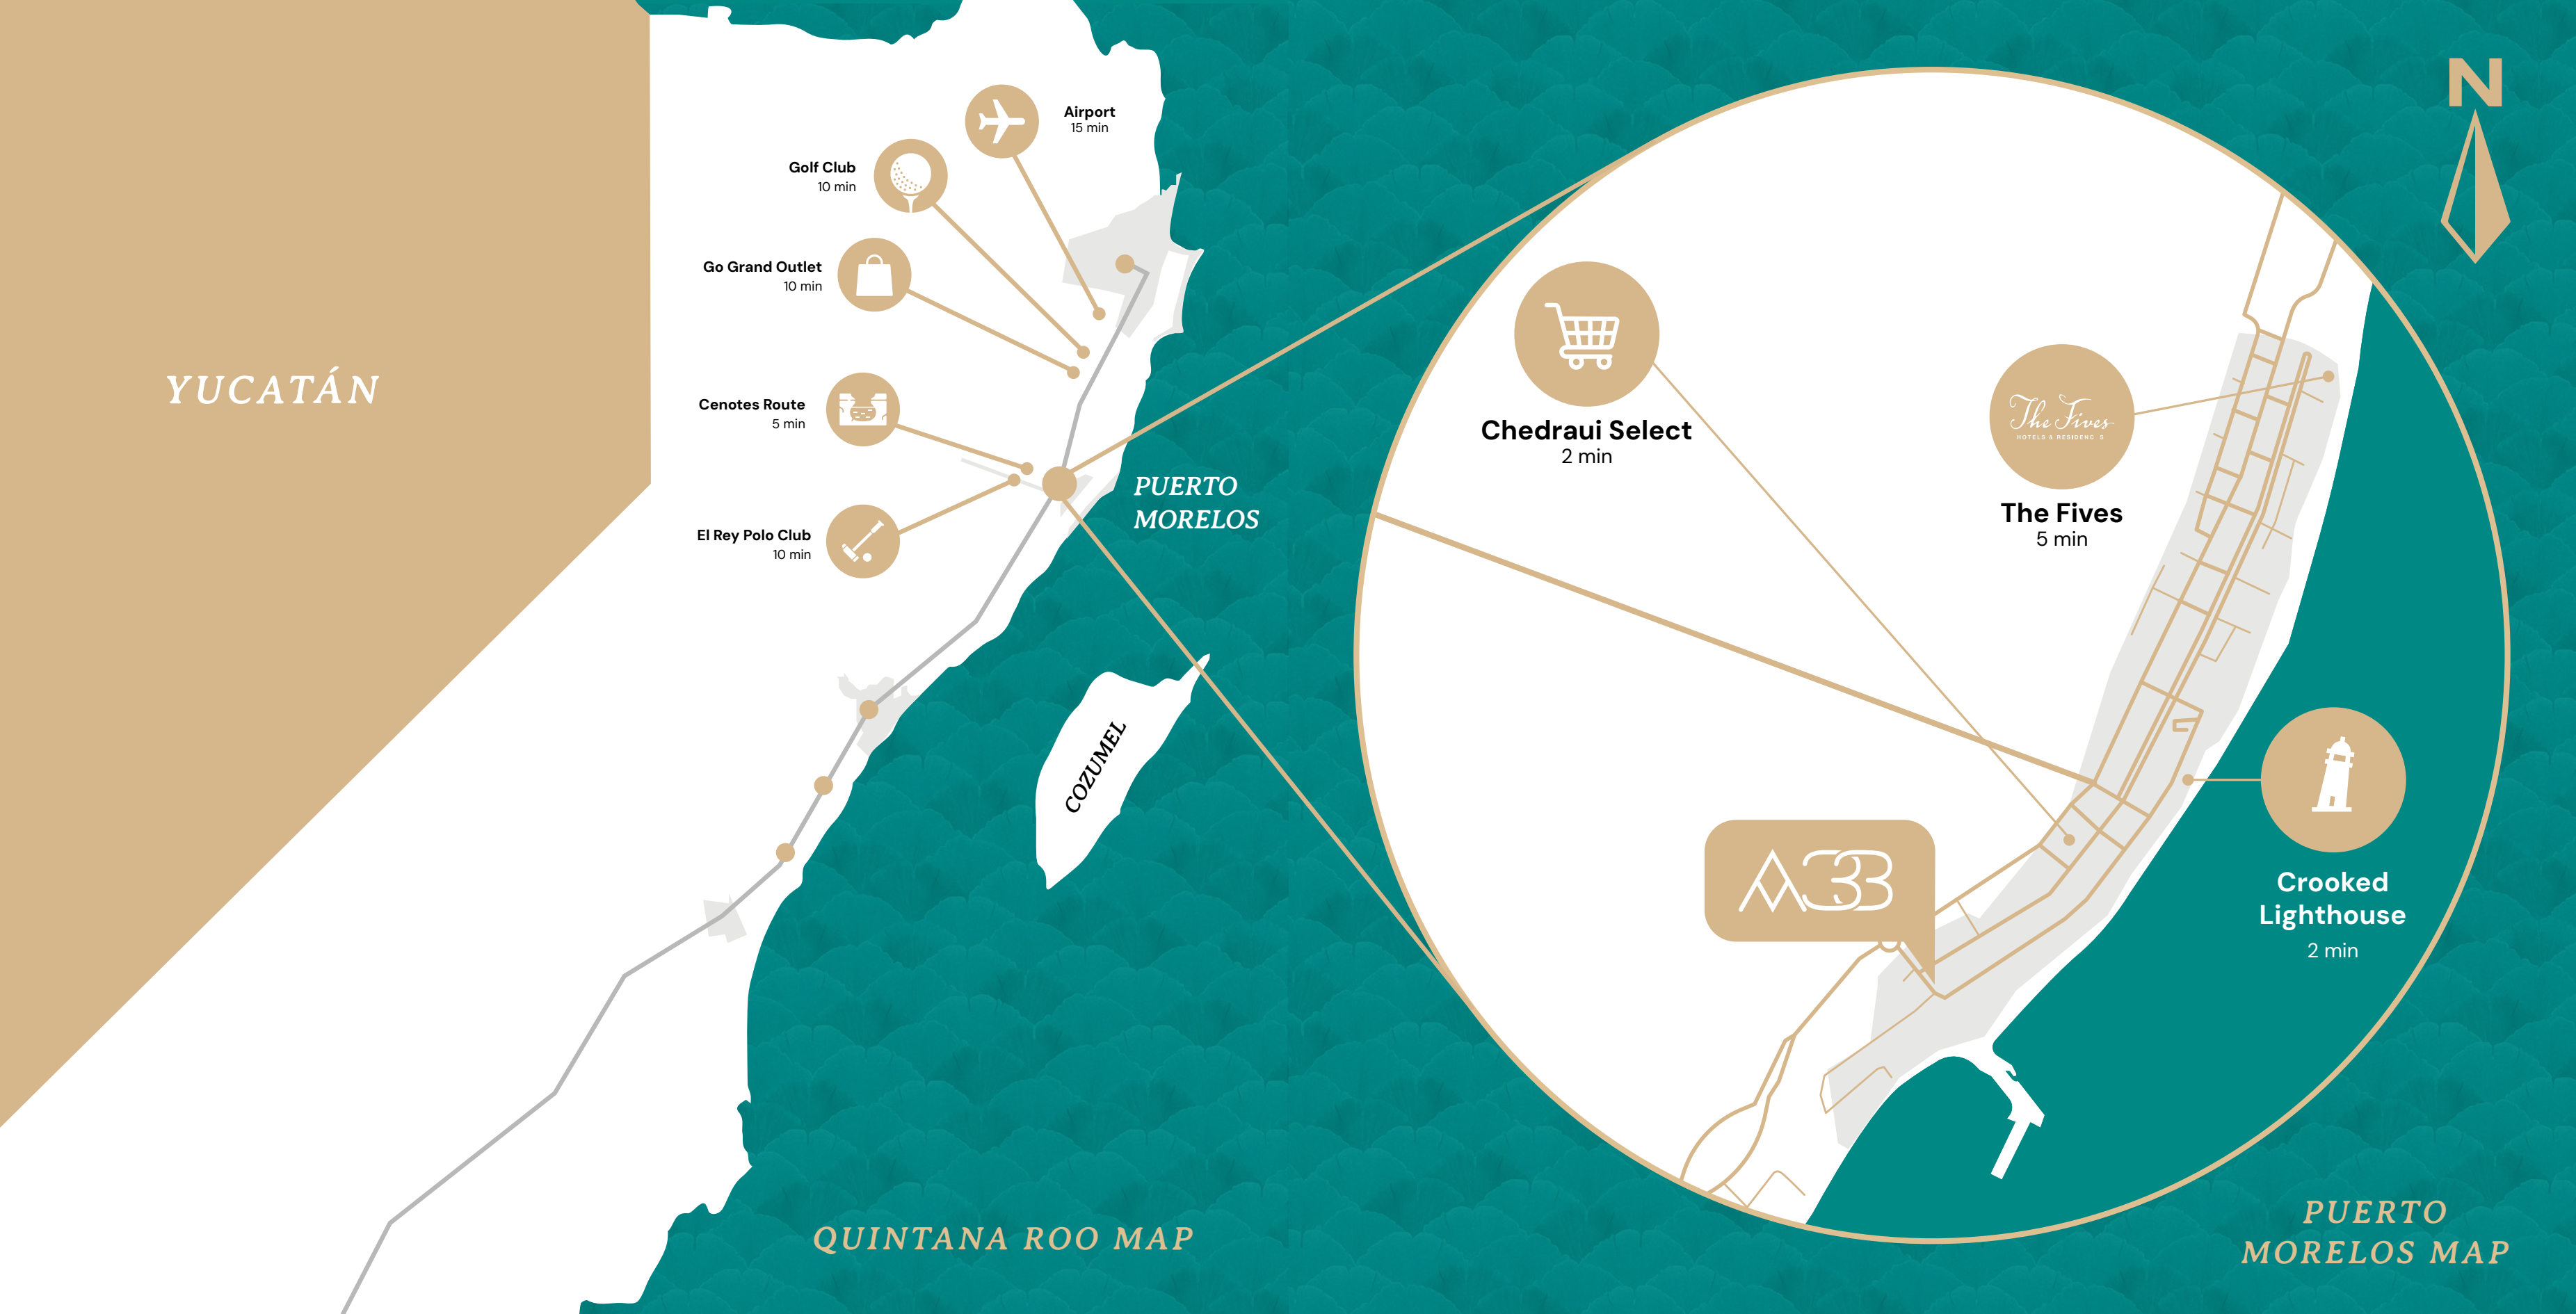 Airport
15 min
Golf Club
10 min
Go Grand Outlet
10 min
YUCATÁN
Cenotes Route
5 min
El Rey Polo Club
10 min
PUERTO
MORELOS
COZUMEL
QUINTANA ROO MAP
N
Chedraui Select
2 min
The Fives
HOTELS & RESIDENC S
The Fives
5 min
A33
Crooked
Lighthouse
2 min
PUERTO
MORELOS MAP